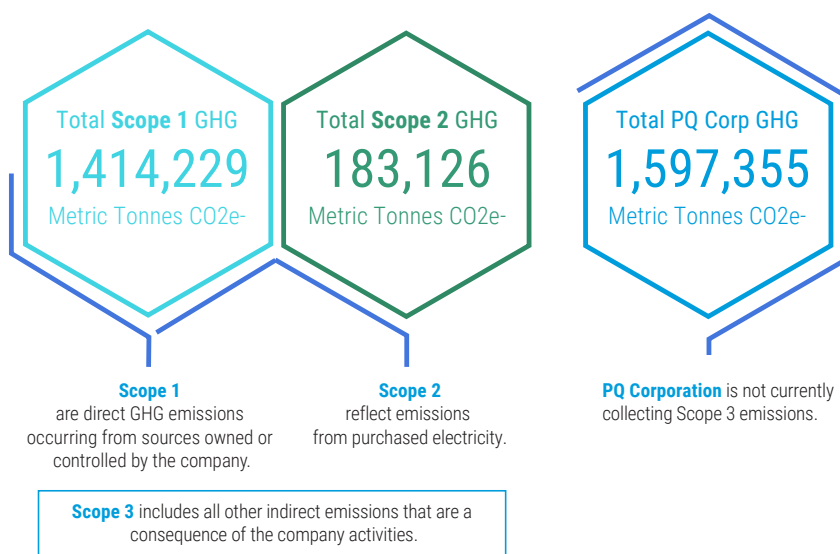 Total Scope 1 GHG
1,414,229
Metric Tonnes CO2e-
Total Scope 2 GHG
183,126
Metric Tonnes CO2e-
Total PQ Corp GHG
1,597,355
Metric Tonnes CO2e-
Scope 1
are direct GHG emissions
occurring from sources owned or
controlled by the company.
Scope 2
reflect emissions
from purchased electricity.
PQ Corporation is not currently
collecting Scope 3 emissions.
Scope 3 includes all other indirect emissions that are a
consequence of the company activities.